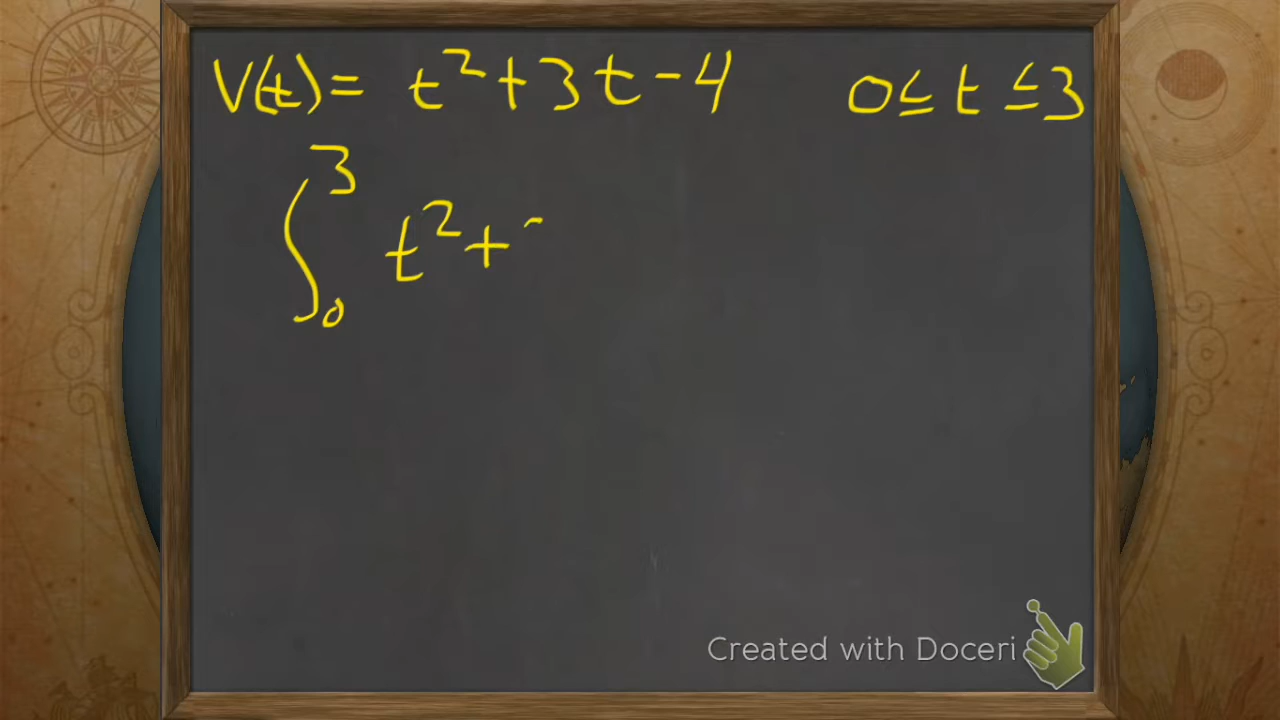 V(t) = t² + 3t - 4 0 ≤ t ≤ 3
∫₀³ t² +
Created with Doceri